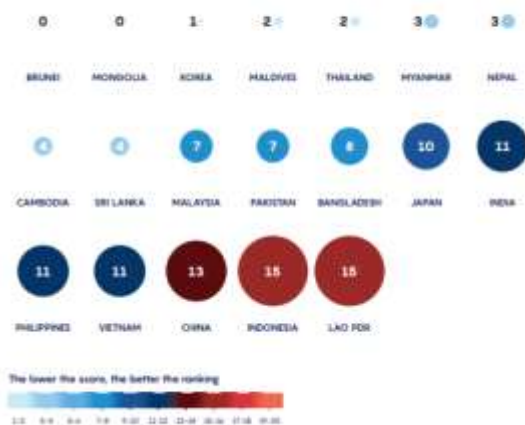 0 0 1 2 2 3 3
BRUNEI MONGOLIA KOREA MALDIVES THAILAND MYANMAR NEPAL
4 4 7 7 8 10 11
CAMBODIA SRI LANKA MALAYSIA PAKISTAN BANGLADESH JAPAN INDIA
11 11 13 15 15
PHILIPPINES VIETNAM CHINA INDONESIA LAO PDR
The lower the score, the better the ranking